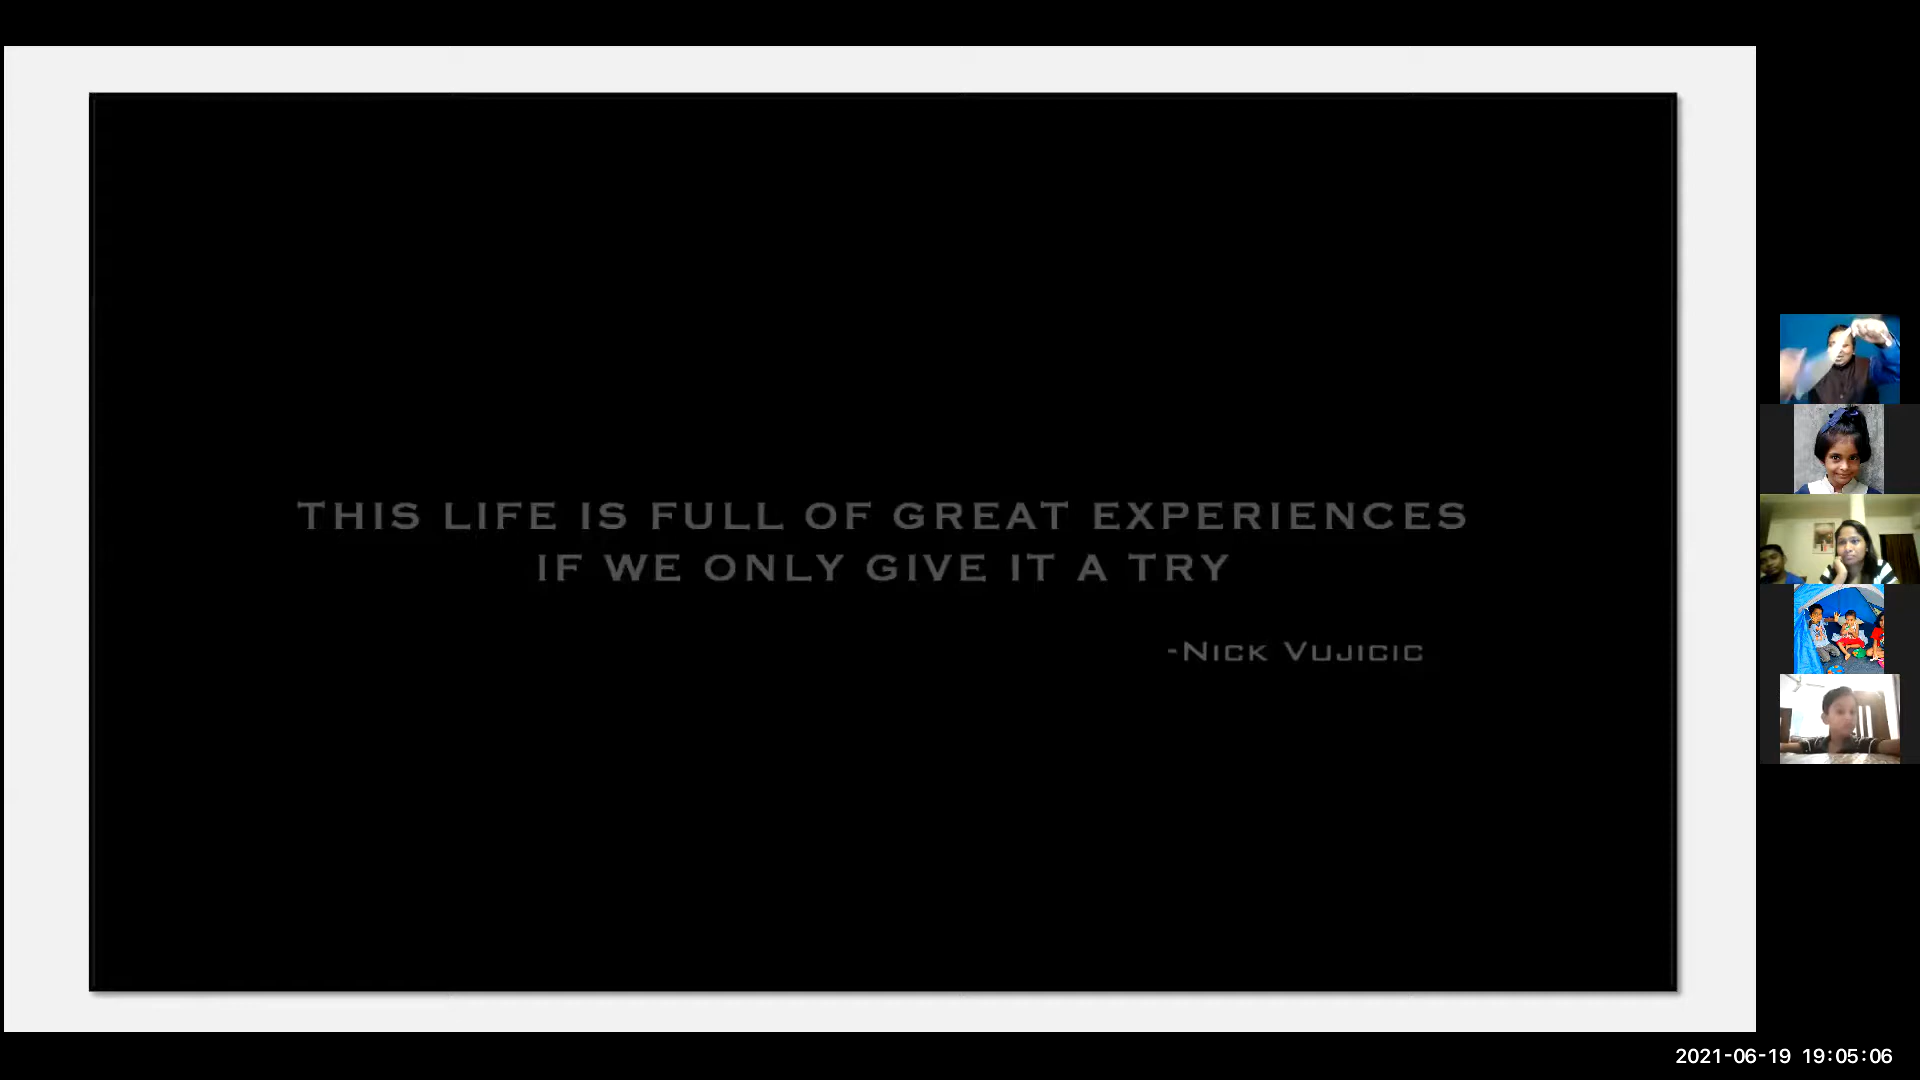 THIS LIFE IS FULL OF GREAT EXPERIENCES
IF WE ONLY GIVE IT A TRY
-NICK VUJICIC
2021-06-19 19:05:06